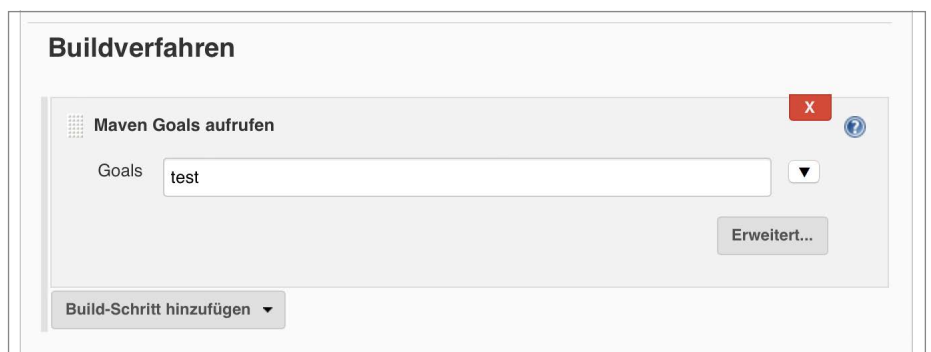 Buildverfahren
X
Maven Goals aufrufen
?
Goals
test
Erweitert...
Build-Schritt hinzufügen